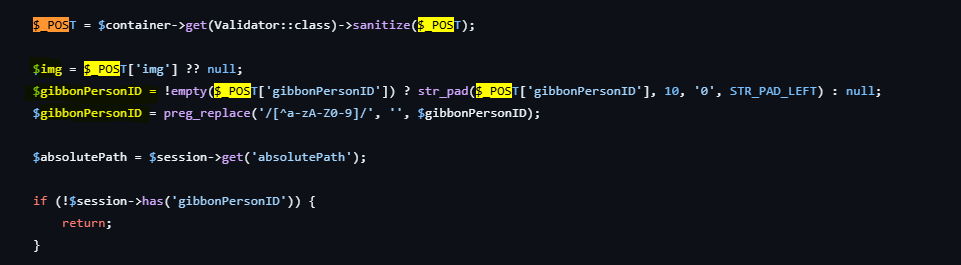 $_POST = $container->get(Validator::class)->sanitize($_POST);
$img = $_POST['img'] ?? null;
$gibbonPersonID = !empty($_POST['gibbonPersonID']) ? str_pad($_POST['gibbonPersonID'], 10, '0', STR_PAD_LEFT) : null;
$gibbonPersonID = preg_replace('/[^a-zA-Z0-9]/', '', $gibbonPersonID);
$absolutePath = $session->get('absolutePath');
if (!$session->has('gibbonPersonID')) {
return;
}